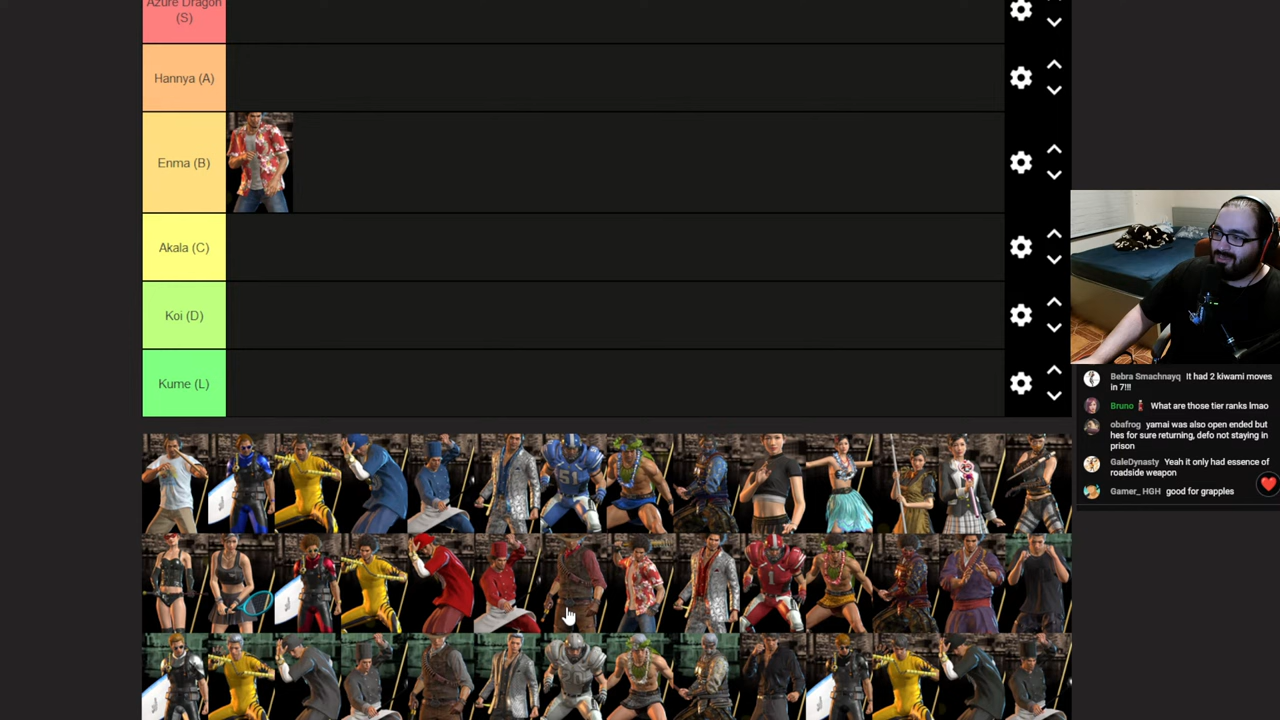 Azure Dragon
(S)
Hannya (A)
Enma (B)
Akala (C)
Koi (D)
Kume (L)
Bebra Smachnayq It had 2 kiwami moves
in 7!!!
Bruno What are those tier ranks lmao
obafrog yamai was also open ended but
hes for sure returning, defo not staying in
prison
GaleDynasty Yeah it only had essence of
roadside weapon
Gamer_HGH good for grapples
51
1